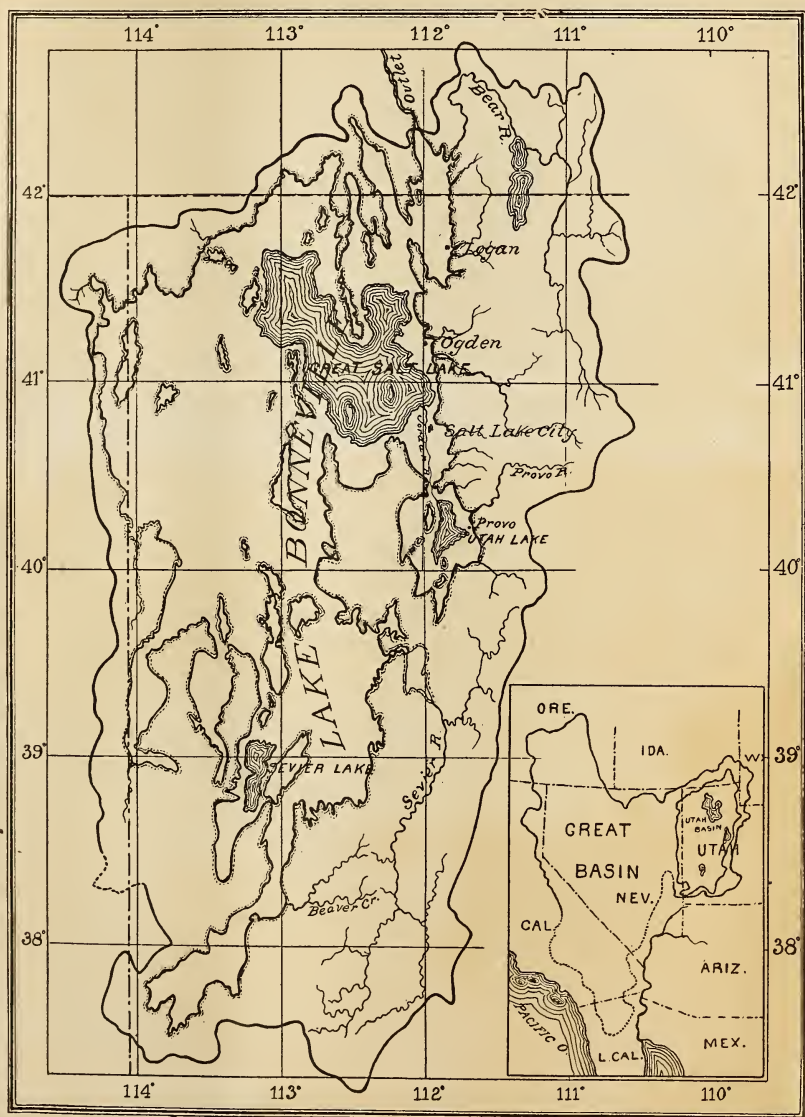 114° 113° 112° 111° 110°
Outlet
Bear R.
42° 42°
Logan
Ogden
GREAT SALT LAKE
41° 41°
Salt Lake City
Provo R.
BONNEVILLE
Provo
UTAH LAKE
40° 40°
LAKE
39° 39°
SEVIER LAKE
Sevier R
Beaver Cr.
38° 38°
ORE.
IDA.
UTAH
BASIN
GREAT
UTAH
BASIN
NEV.
CAL.
ARIZ.
PACIFIC O
L.CAL.
MEX.
114° 113° 112° 111° 110°